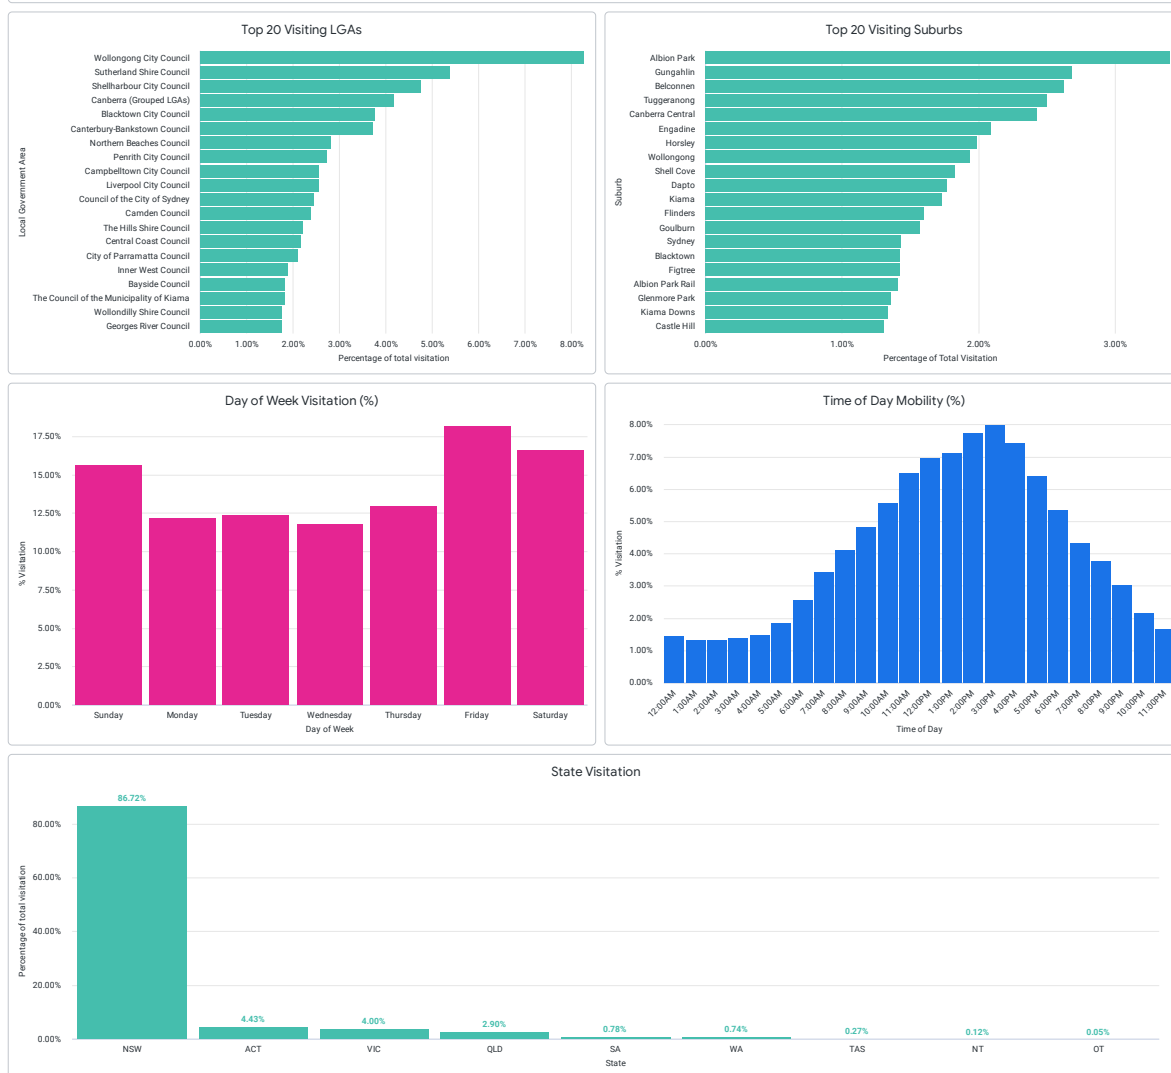 Top 20 Visiting LGAs
Local Government Area
Wollongong City Council
Sutherland Shire Council
Shellharbour City Council
Canberra (Grouped LGAs)
Blacktown City Council
Canterbury-Bankstown Council
Northern Beaches Council
Penrith City Council
Campbelltown City Council
Liverpool City Council
Council of the City of Sydney
Camden Council
The Hills Shire Council
Central Coast Council
City of Parramatta Council
Inner West Council
Bayside Council
The Council of the Municipality of Kiama
Wollondilly Shire Council
Georges River Council
0.00% 1.00% 2.00% 3.00% 4.00% 5.00% 6.00% 7.00% 8.00%
Percentage of total visitation
Top 20 Visiting Suburbs
Suburb
Albion Park
Gungahlin
Belconnen
Tuggeranong
Canberra Central
Engadine
Horsley
Wollongong
Shell Cove
Dapto
Kiama
Flinders
Goulburn
Sydney
Blacktown
Figtree
Albion Park Rail
Glenmore Park
Kiama Downs
Castle Hill
0.00% 1.00% 2.00% 3.00%
Percentage of Total Visitation
Day of Week Visitation (%)
% Visitation
17.50%
15.00%
12.50%
10.00%
7.50%
5.00%
2.50%
0.00%
Sunday Monday Tuesday Wednesday Thursday Friday Saturday
Day of Week
Time of Day Mobility (%)
% Visitation
8.00%
7.00%
6.00%
5.00%
4.00%
3.00%
2.00%
1.00%
0.00%
12:00AM 1:00AM 2:00AM 3:00AM 4:00AM 5:00AM 6:00AM 7:00AM 8:00AM 9:00AM 10:00AM 11:00AM 12:00PM 1:00PM 2:00PM 3:00PM 4:00PM 5:00PM 6:00PM 7:00PM 8:00PM 9:00PM 10:00PM 11:00PM
Time of Day
State Visitation
Percentage of total visitation
80.00%
60.00%
40.00%
20.00%
0.00%
86.72% 4.43% 4.00% 2.90% 0.78% 0.74% 0.27% 0.12% 0.05%
NSW ACT VIC QLD SA WA TAS NT OT
State